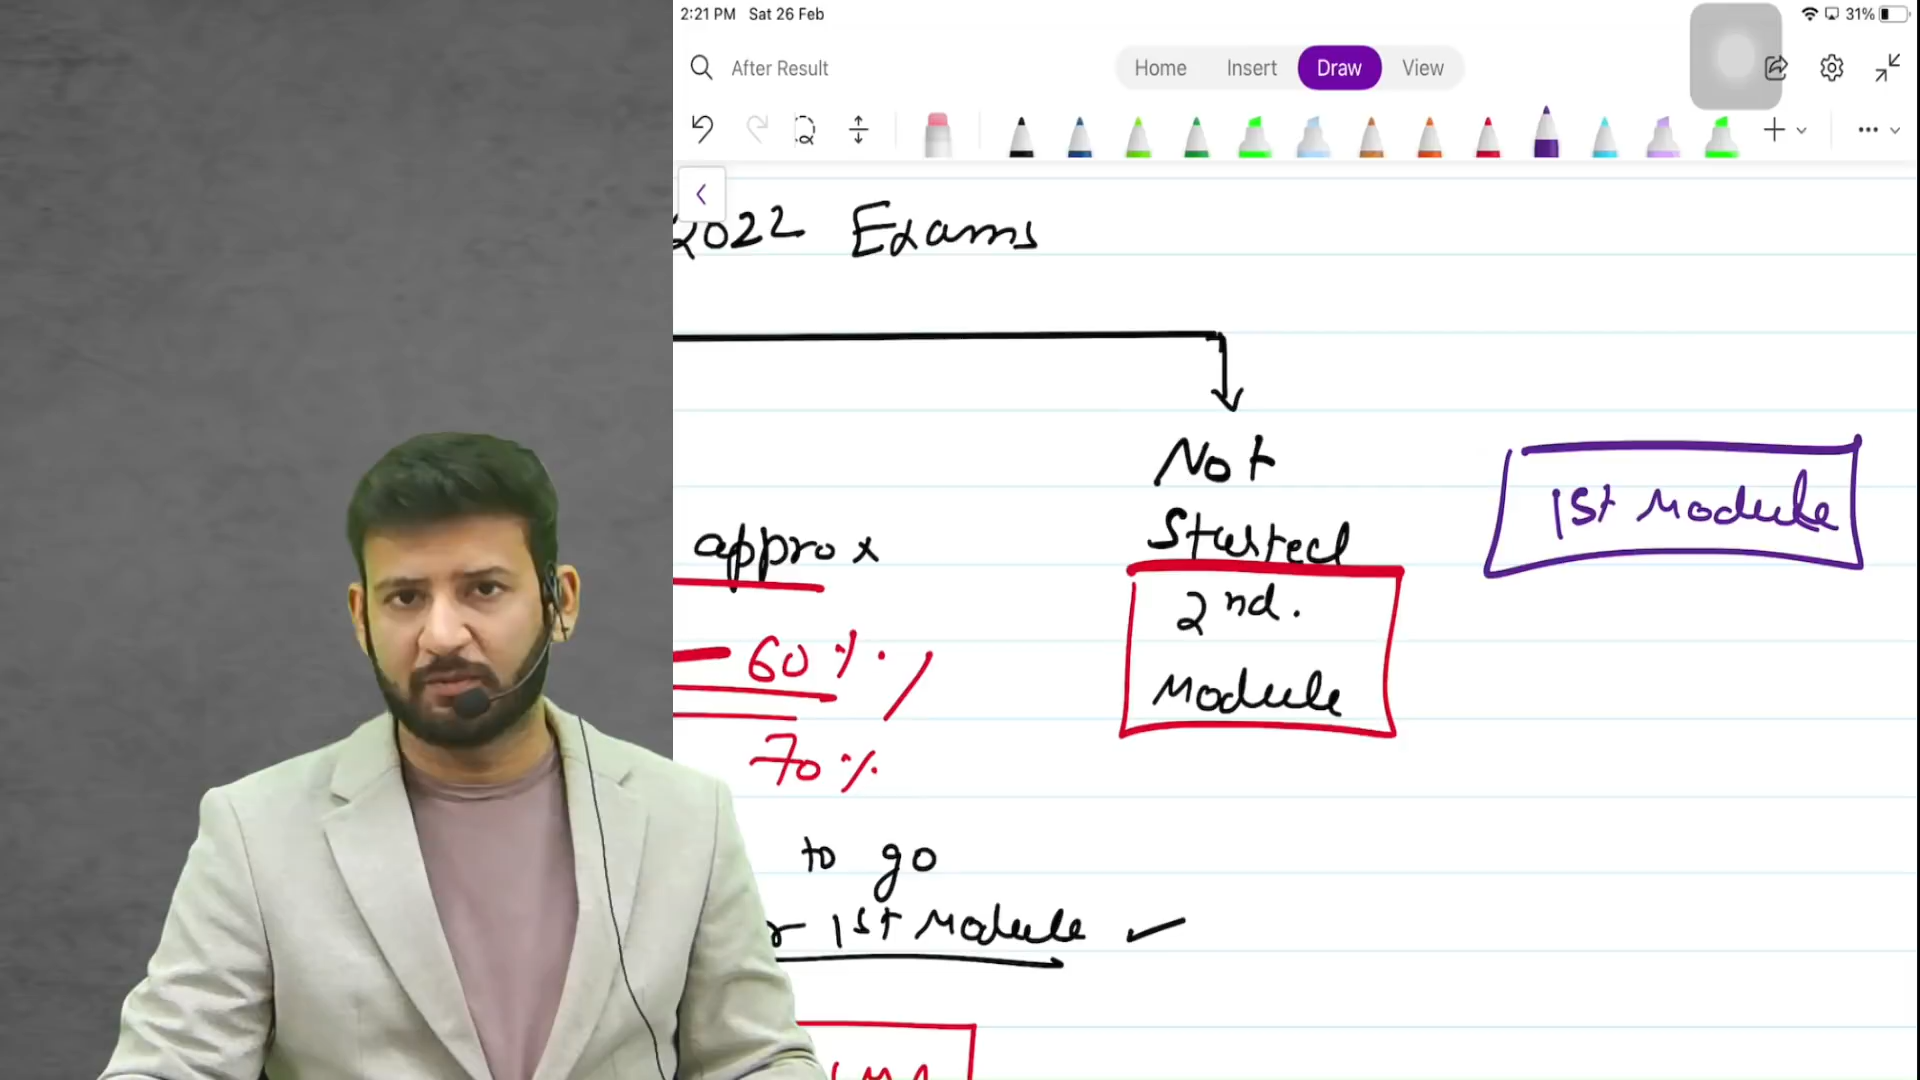 2:21 PM Sat 26 Feb
31%
After Result
Home Insert Draw View
2022 Exams
Not
Started
1st Module
approx
2nd.
Module
60%
70%
to go
1st Module